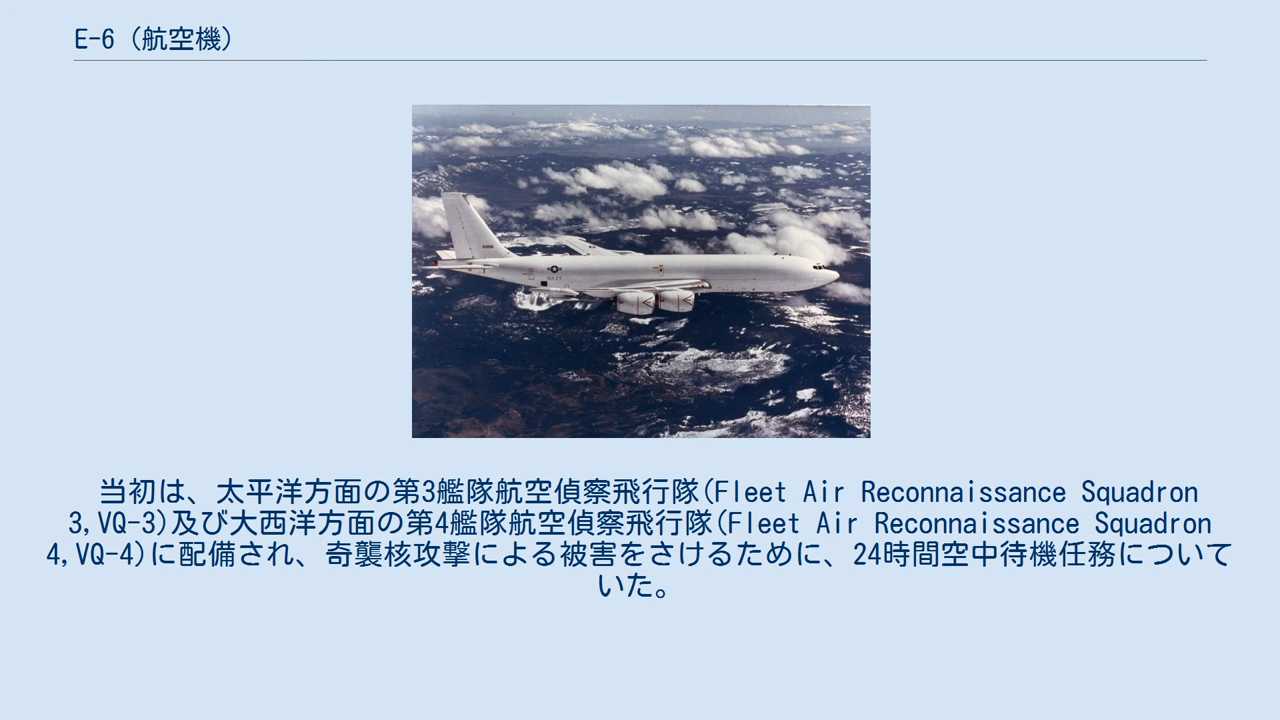 E-6（航空機）
NAVY
当初は、太平洋方面の第3艦隊航空偵察飛行隊(Fleet Air Reconnaissance Squadron
3,VQ-3)及び大西洋方面の第4艦隊航空偵察飛行隊(Fleet Air Reconnaissance Squadron
4,VQ-4)に配備され、奇襲核攻撃による被害をさけるために、24時間空中待機任務について
いた。